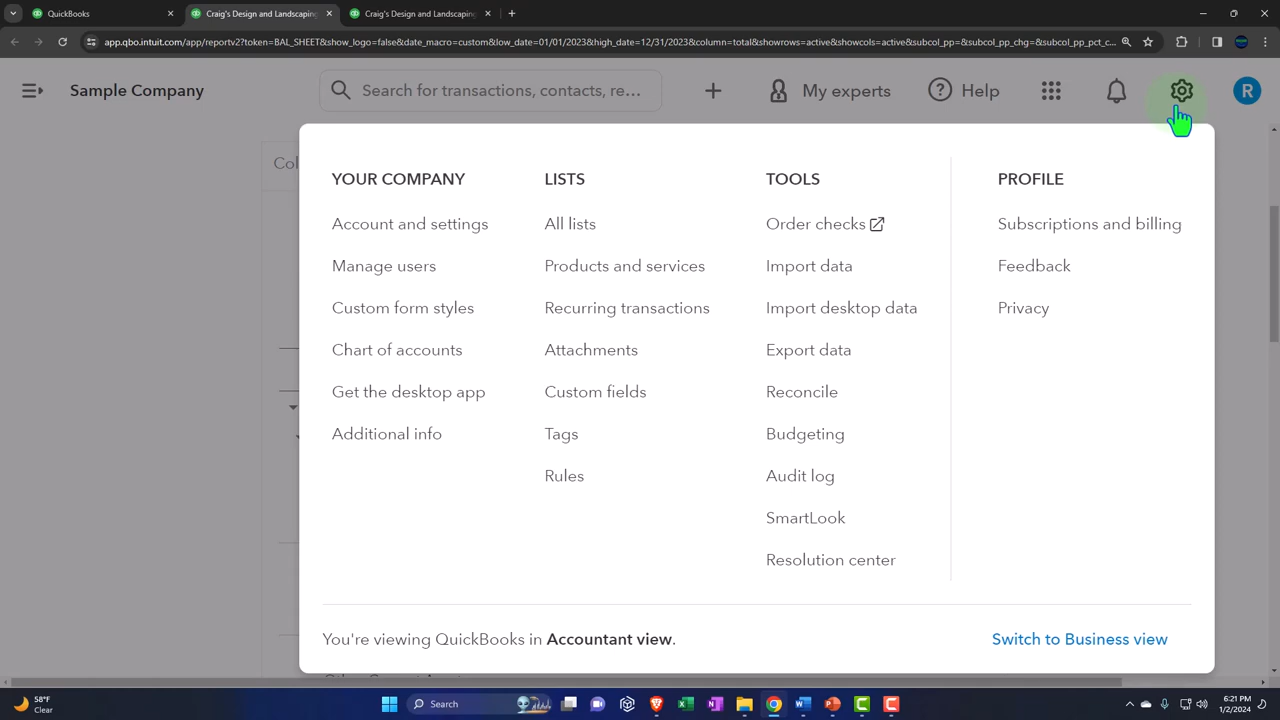 QuickBooks
Craig's Design and Landscaping
Craig's Design and Landscaping
app.qbo.intuit.com/app/reportv2?token=BAL_SHEET&show_logo=false&date_macro=custom&low_date=01/01/2023&high_date=12/31/2023&column=total&showrows=active&showcols=active&subcol_pp=&subcol_pp_chg=&subcol_pp_pct_c...
Sample Company
Search for transactions, contacts, re...
My experts
Help
R
Col
YOUR COMPANY
Account and settings
Manage users
Custom form styles
Chart of accounts
Get the desktop app
Additional info
LISTS
All lists
Products and services
Recurring transactions
Attachments
Custom fields
Tags
Rules
TOOLS
Order checks
Import data
Import desktop data
Export data
Reconcile
Budgeting
Audit log
SmartLook
Resolution center
PROFILE
Subscriptions and billing
Feedback
Privacy
You're viewing QuickBooks in Accountant view.
Switch to Business view
58°F
Clear
Search
6:21 PM
1/2/2024